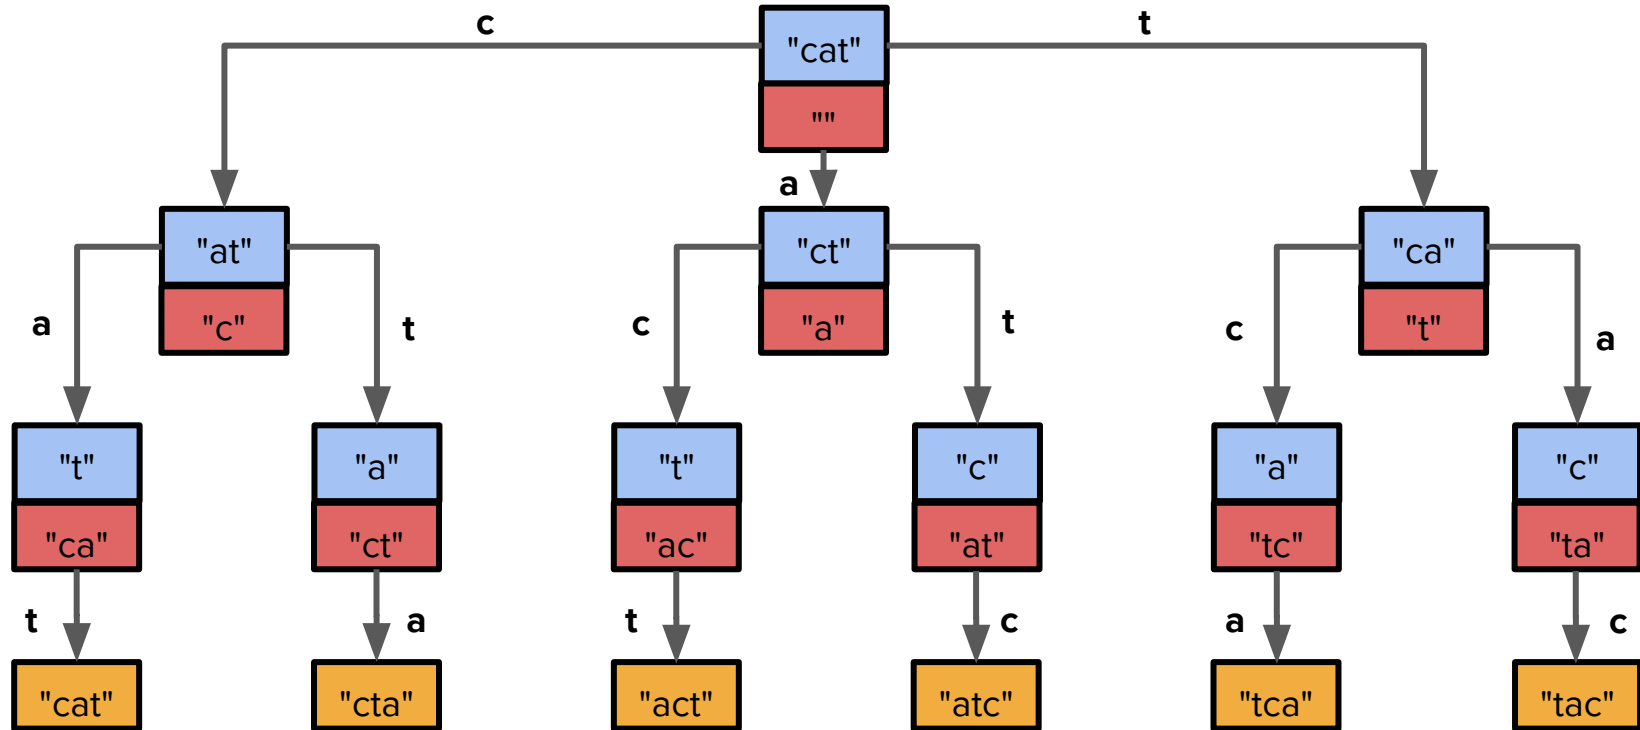 c
t
"cat"
""
a
"at"
"c"
"ct"
"a"
"ca"
"t"
a
t
c
t
c
a
"t"
"ca"
"a"
"ct"
"t"
"ac"
"c"
"at"
"a"
"tc"
"c"
"ta"
t
a
t
c
a
c
"cat"
"cta"
"act"
"atc"
"tca"
"tac"